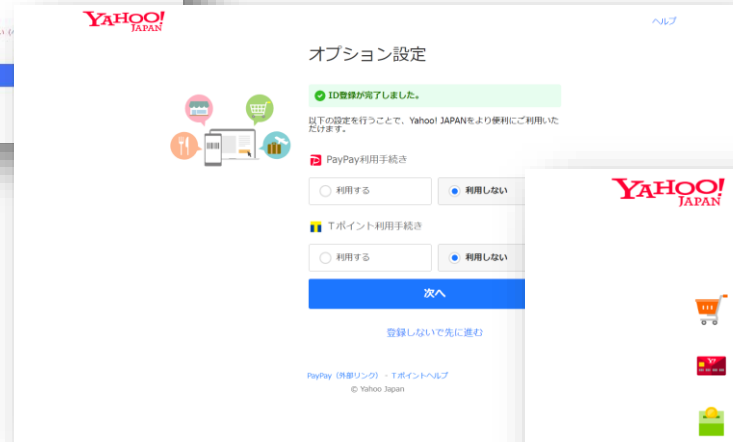 YAHOO!
JAPAN
ヘルプ
オプション設定
ID登録が完了しました。
以下の設定を行うことで、Yahoo! JAPANをより便利にご利用いた
だけます。
PayPay利用手続き
利用する
利用しない
Tポイント利用手続き
利用する
利用しない
次へ
登録しないで先に進む
PayPay（外部リンク） - Tポイントヘルプ
© Yahoo Japan
YAHOO!
JAPAN